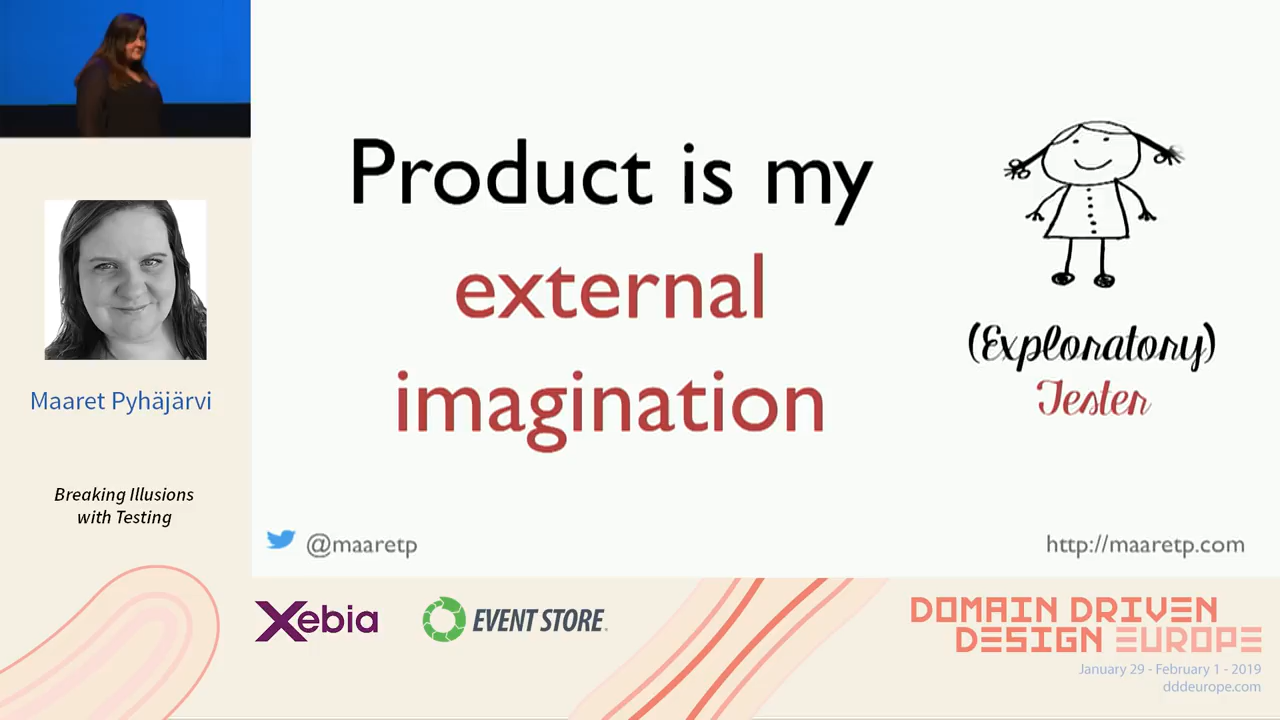 Maaret Pyhäjärvi
Breaking Illusions
with Testing
Product is my
external
imagination
(Exploratory)
Tester
@maaretp
http://maaretp.com
Xebia
EVENT STORE
DOMAIN DRIVEN
DESIGN EUROPE
January 29 - February 1 - 2019
dddeurope.com